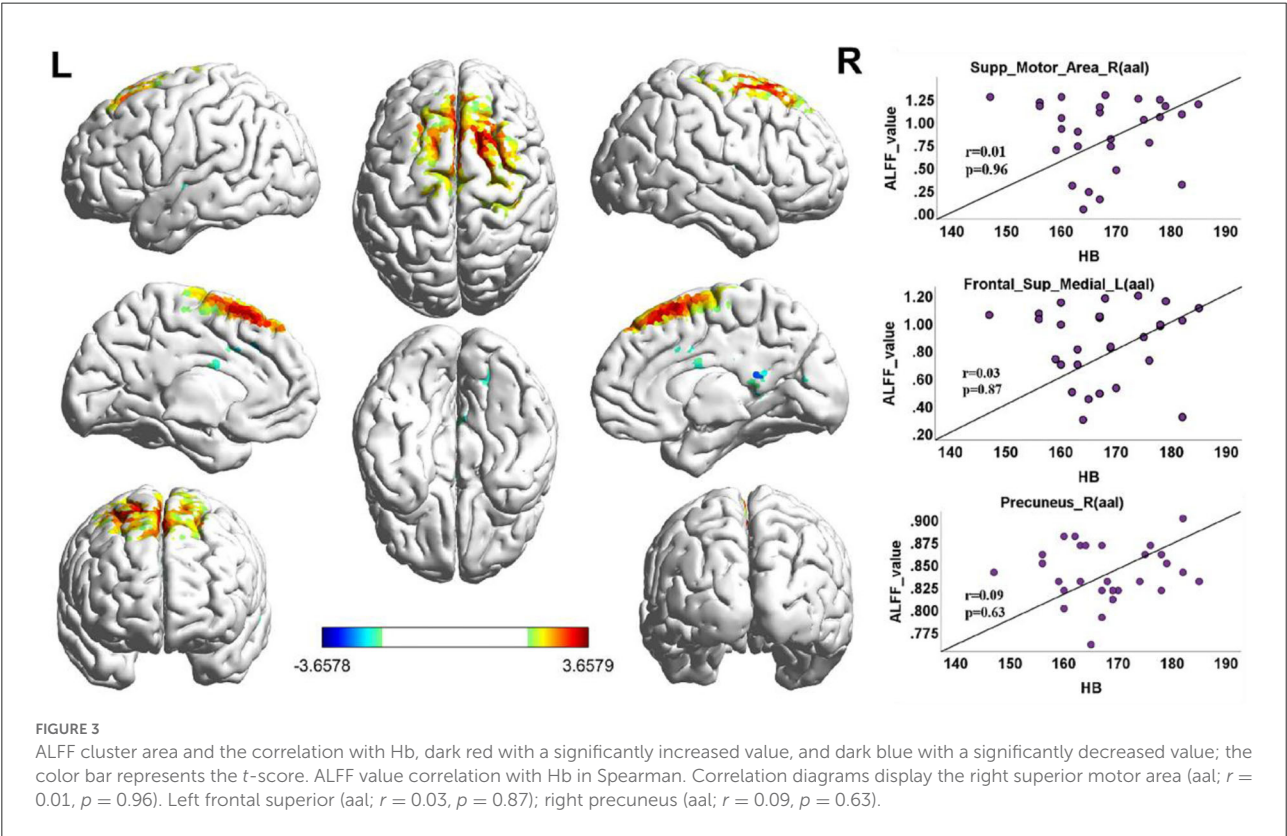 L
R
-3.6578
3.6579
Supp_Motor_Area_R(aal)
ALFF_value
1.25
1.00
.75
.50
.25
.00
r=0.01
p=0.96
140 150 160 170 180 190
HB
Frontal_Sup_Medial_L(aal)
ALFF_value
1.20
1.00
.80
.60
.40
.20
r=0.03
p=0.87
140 150 160 170 180 190
HB
Precuneus_R(aal)
ALFF_value
.900
.875
.850
.825
.800
.775
r=0.09
p=0.63
140 150 160 170 180 190
HB
FIGURE 3
ALFF cluster area and the correlation with Hb, dark red with a significantly increased value, and dark blue with a significantly decreased value; the
color bar represents the t-score. ALFF value correlation with Hb in Spearman. Correlation diagrams display the right superior motor area (aal; r =
0.01, p = 0.96). Left frontal superior (aal; r = 0.03, p = 0.87); right precuneus (aal; r = 0.09, p = 0.63).